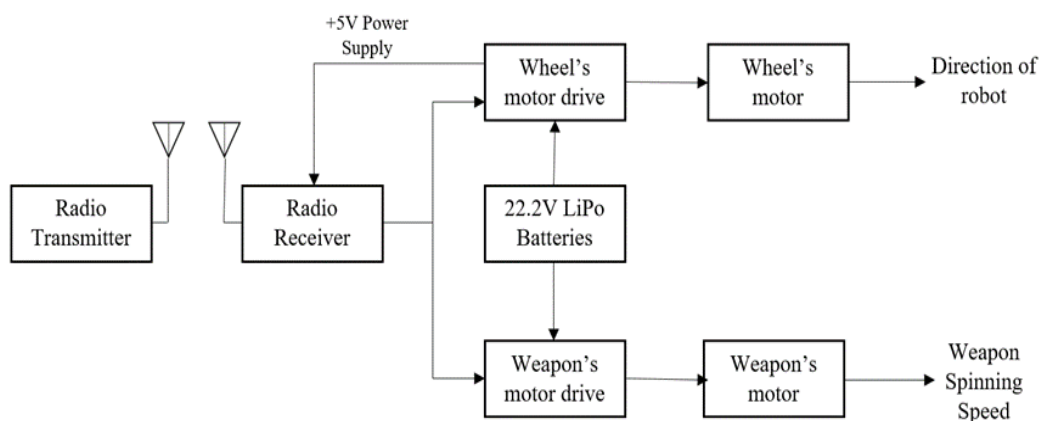 +5V Power
Supply
Wheel's
motor drive
Wheel's
motor
Direction of
robot
Radio
Transmitter
Radio
Receiver
22.2V LiPo
Batteries
Weapon's
motor drive
Weapon's
motor
Weapon
Spinning
Speed